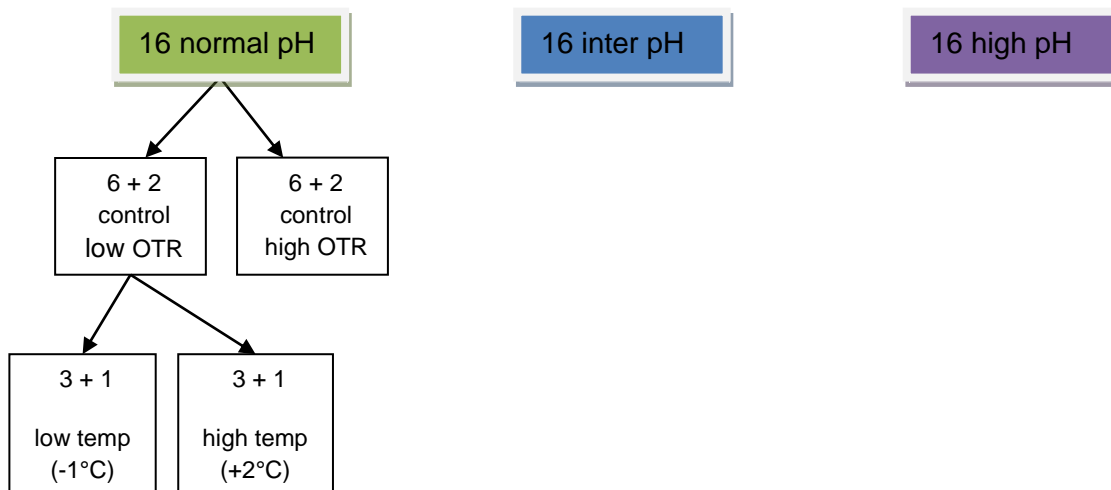 16 normal pH
16 inter pH
16 high pH
6 + 2
control
low OTR
6 + 2
control
high OTR
3 + 1
low temp
(-1°C)
3 + 1
high temp
(+2°C)